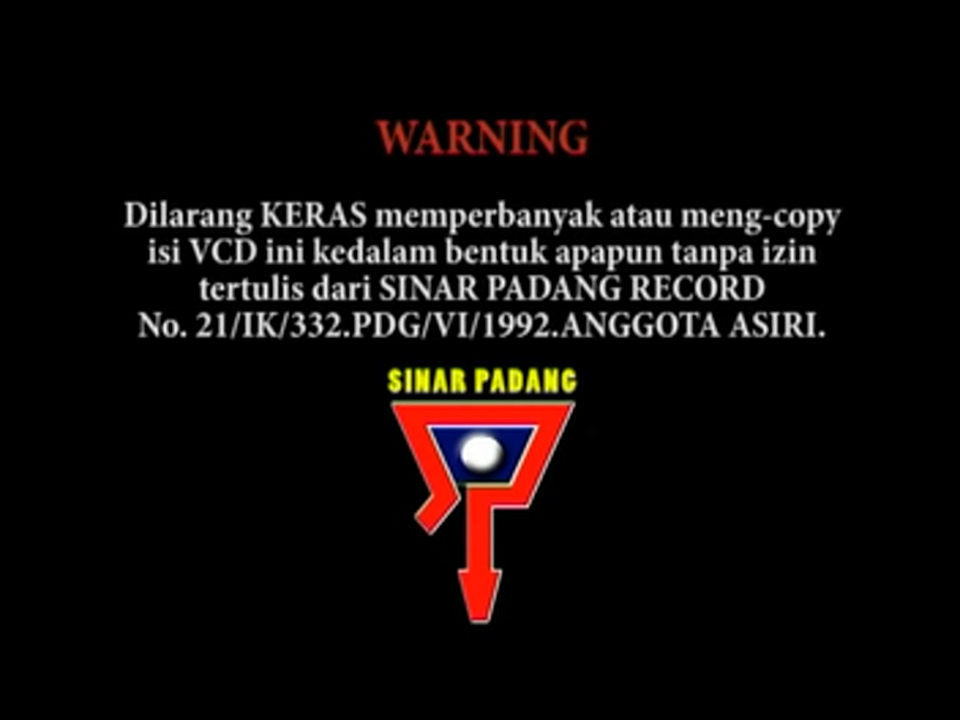 WARNING
Dilarang KERAS memperbanyak atau meng-copy
isi VCD ini kedalam bentuk apapun tanpa izin
tertulis dari SINAR PADANG RECORD
No. 21/IK/332.PDG/VI/1992.ANGGOTA ASIRI.
SINAR PADANG